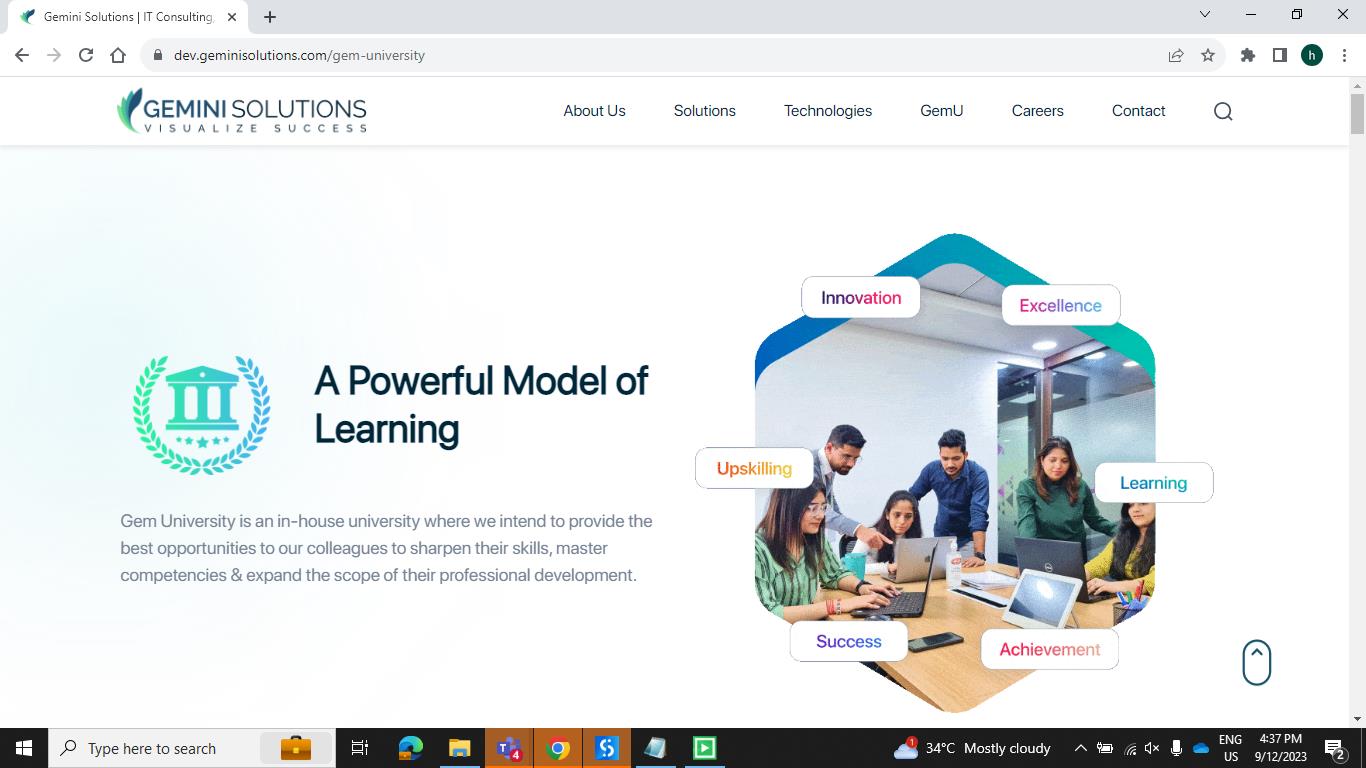 Gemini Solutions | IT Consulting,
dev.geminisolutions.com/gem-university
h
GEMINI SOLUTIONS
VISUALIZE SUCCESS
About Us
Solutions
Technologies
GemU
Careers
Contact
Innovation
Excellence
A Powerful Model of
Learning
Upskilling
Learning
Gem University is an in-house university where we intend to provide the
best opportunities to our colleagues to sharpen their skills, master
competencies & expand the scope of their professional development.
Success
Achievement
Type here to search
4
1
34°C Mostly cloudy
ENG
US
4:37 PM
9/12/2023
2